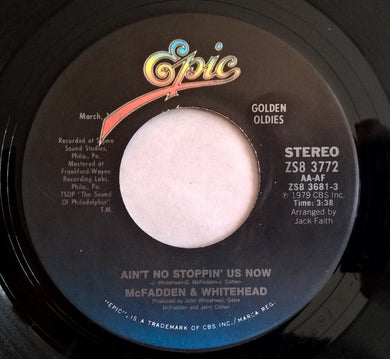 Epic
March, 
GOLDEN
OLDIES
Recorded at Sigma
Sound Studios,
Phila., Pa.
Mastered at
Frankford/Wayne
Recording Labs.
Phila., Pa.
TSOP "The Sound
Of Philadelphia"
T.M.
STEREO
ZS8 3772
AA-AF
ZS8 3681-3
℗ 1979 CBS Inc.
Time: 3:38
Arranged by
Jack Faith
AIN'T NO STOPPIN' US NOW
-J. Whitehead-G. McFadden-J. Cohen-
McFADDEN & WHITEHEAD
Produced by John Whitehead, Gene
McFadden and Jerry Cohen
"EPIC", IS A TRADEMARK OF CBS INC./MARCA REG.